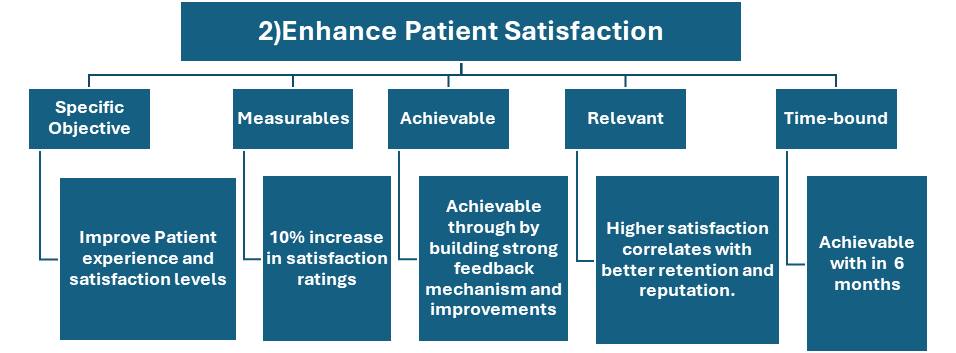 2)Enhance Patient Satisfaction
Specific
Objective
Measurables
Achievable
Relevant
Time-bound
Improve Patient
experience and
satisfaction levels
10% increase
in satisfaction
ratings
Achievable
through by
building strong
feedback
mechanism and
improvements
Higher satisfaction
correlates with
better retention and
reputation.
Achievable
with in 6
months